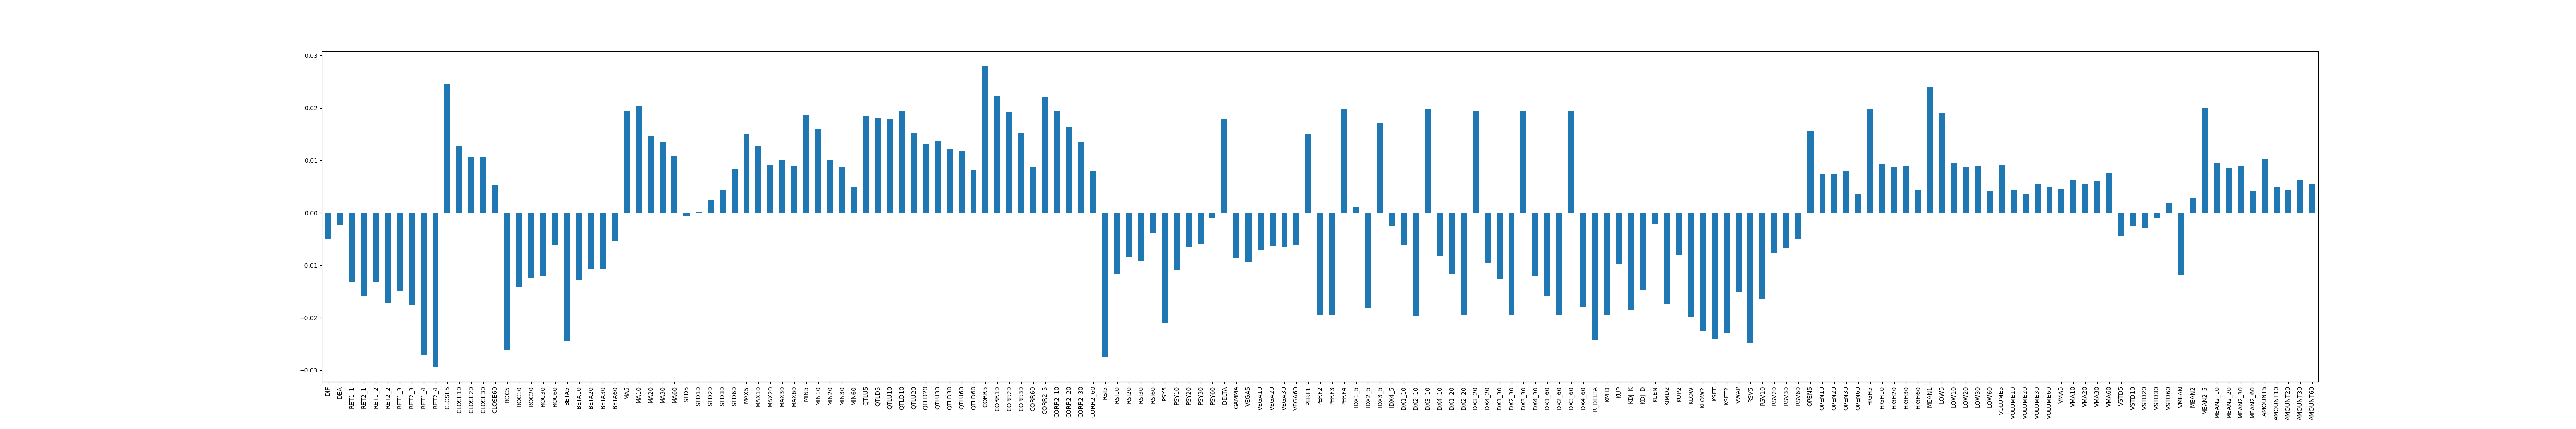 0.03
0.02
0.01
0.00
−0.01
−0.02
−0.03
DIF
DEA
RET1_1
RET2_1
RET1_2
RET2_2
RET1_3
RET2_3
RET1_4
RET2_4
CLOSE5
CLOSE10
CLOSE20
CLOSE30
CLOSE60
ROC5
ROC10
ROC20
ROC30
ROC60
BETA5
BETA10
BETA20
BETA30
BETA60
MA5
MA10
MA20
MA30
MA60
STD5
STD10
STD20
STD30
STD60
MAX5
MAX10
MAX20
MAX30
MAX60
MIN5
MIN10
MIN20
MIN30
MIN60
QTLU5
QTLD5
QTLU10
QTLD10
QTLU20
QTLD20
QTLU30
QTLD30
QTLU60
QTLD60
CORR5
CORR10
CORR20
CORR30
CORR60
CORR2_5
CORR2_10
CORR2_20
CORR2_30
CORR2_60
RSI5
RSI10
RSI20
RSI30
RSI60
PSY5
PSY10
PSY20
PSY30
PSY60
DELTA
GAMMA
VEGA5
VEGA10
VEGA20
VEGA30
VEGA60
PERF1
PERF2
PERF3
PERF4
IDX1_5
IDX2_5
IDX3_5
IDX4_5
IDX1_10
IDX2_10
IDX3_10
IDX4_10
IDX1_20
IDX2_20
IDX3_20
IDX4_20
IDX1_30
IDX2_30
IDX3_30
IDX4_30
IDX1_60
IDX2_60
IDX3_60
IDX4_60
R_DELTA
KMID
KUP
KDJ_K
KDJ_D
KLEN
KIMD2
KUP2
KLOW
KLOW2
KSFT
KSFT2
VWAP
RSV5
RSV10
RSV20
RSV30
RSV60
OPEN5
OPEN10
OPEN20
OPEN30
OPEN60
HIGH5
HIGH10
HIGH20
HIGH30
HIGH60
MEAN1
LOW5
LOW10
LOW20
LOW30
LOW60
VOLUME5
VOLUME10
VOLUME20
VOLUME30
VOLUME60
VMA5
VMA10
VMA20
VMA30
VMA60
VSTD5
VSTD10
VSTD20
VSTD30
VSTD60
VMEAN
MEAN2
MEAN2_5
MEAN2_10
MEAN2_20
MEAN2_30
MEAN2_60
AMOUNT5
AMOUNT10
AMOUNT20
AMOUNT30
AMOUNT60